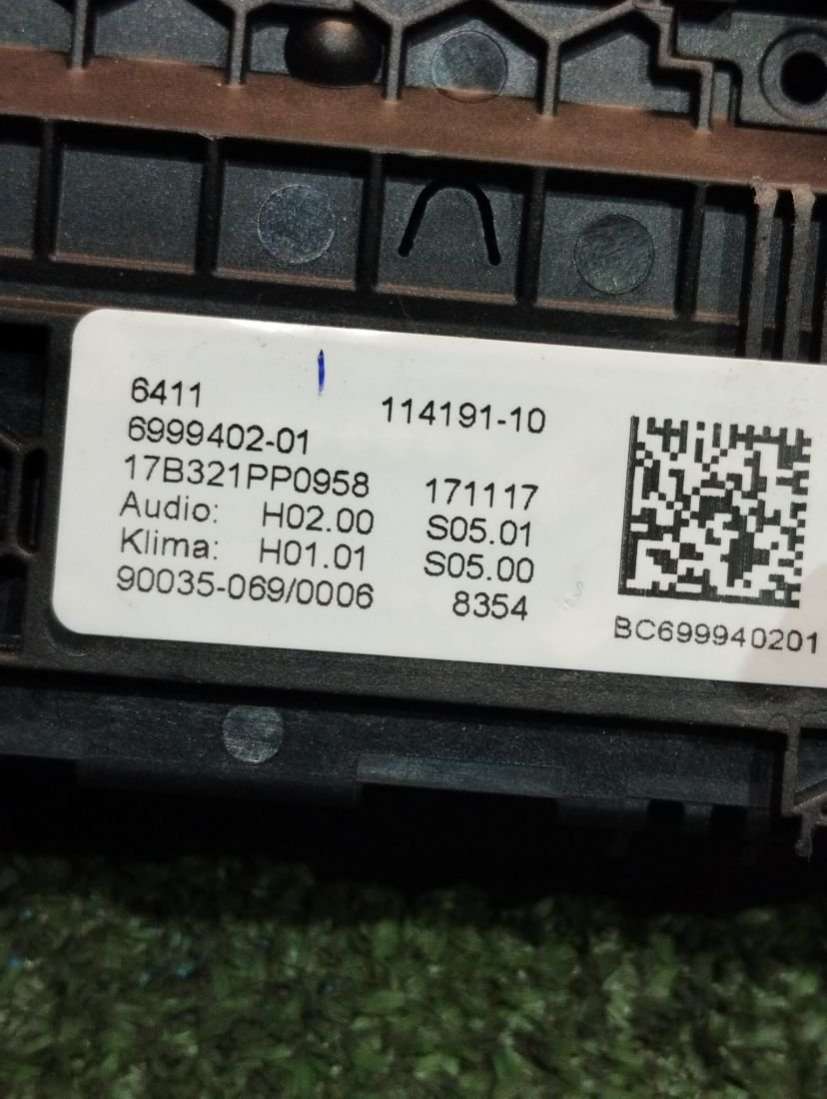 6411 114191-10
6999402-01
17B321PP0958 171117
Audio: H02.00 S05.01
Klima: H01.01 S05.00
90035-069/0006 8354
BC699940201